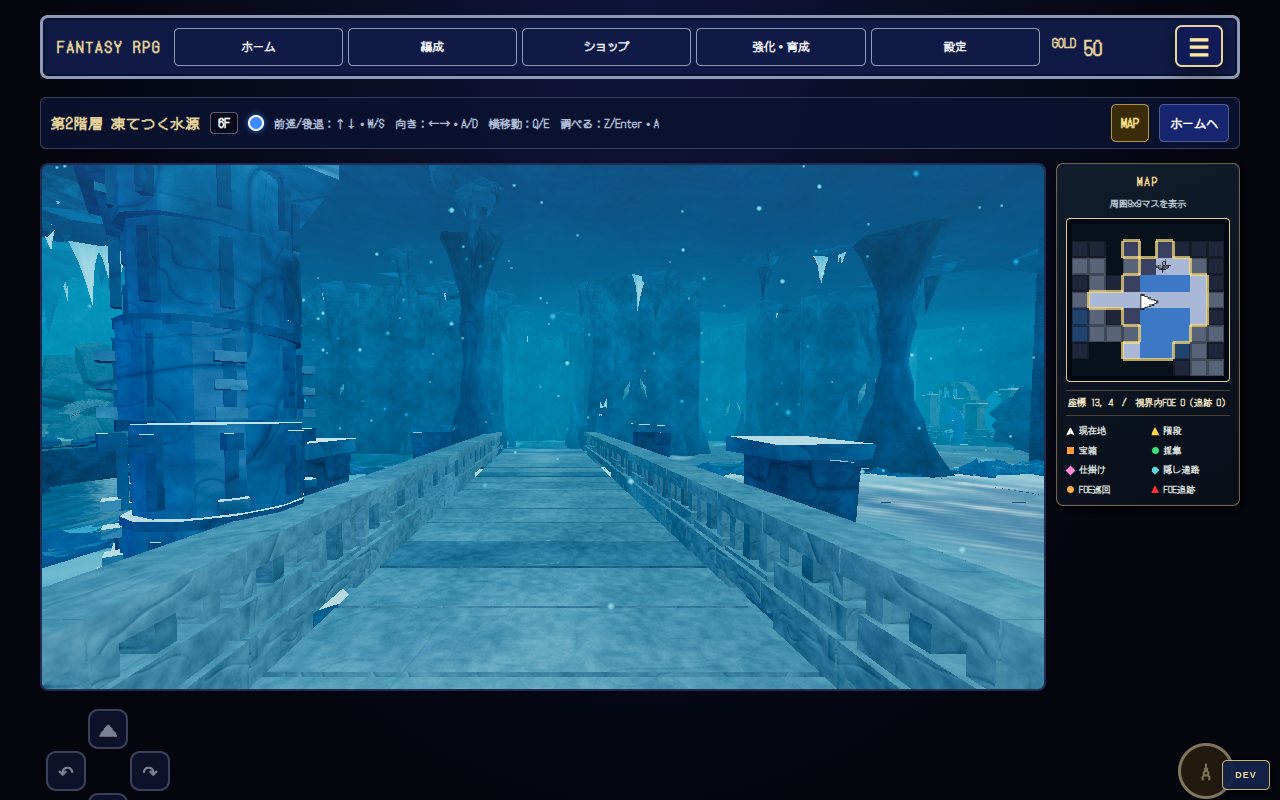 FANTASY RPG
ホーム
編成
ショップ
強化・育成
設定
GOLD 50
第2階層 凍てつく水源
6F
前進/後退：↑↓・W/S 向き：←→・A/D 横移動：Q/E 調べる：Z/Enter・A
MAP
ホームへ
MAP
周囲9x9マスを表示
座標 13, 4 / 視界内FOE 0（追跡 0）
現在地
階段
宝箱
採集
仕掛け
隠し通路
FOE巡回
FOE追跡
A
DEV